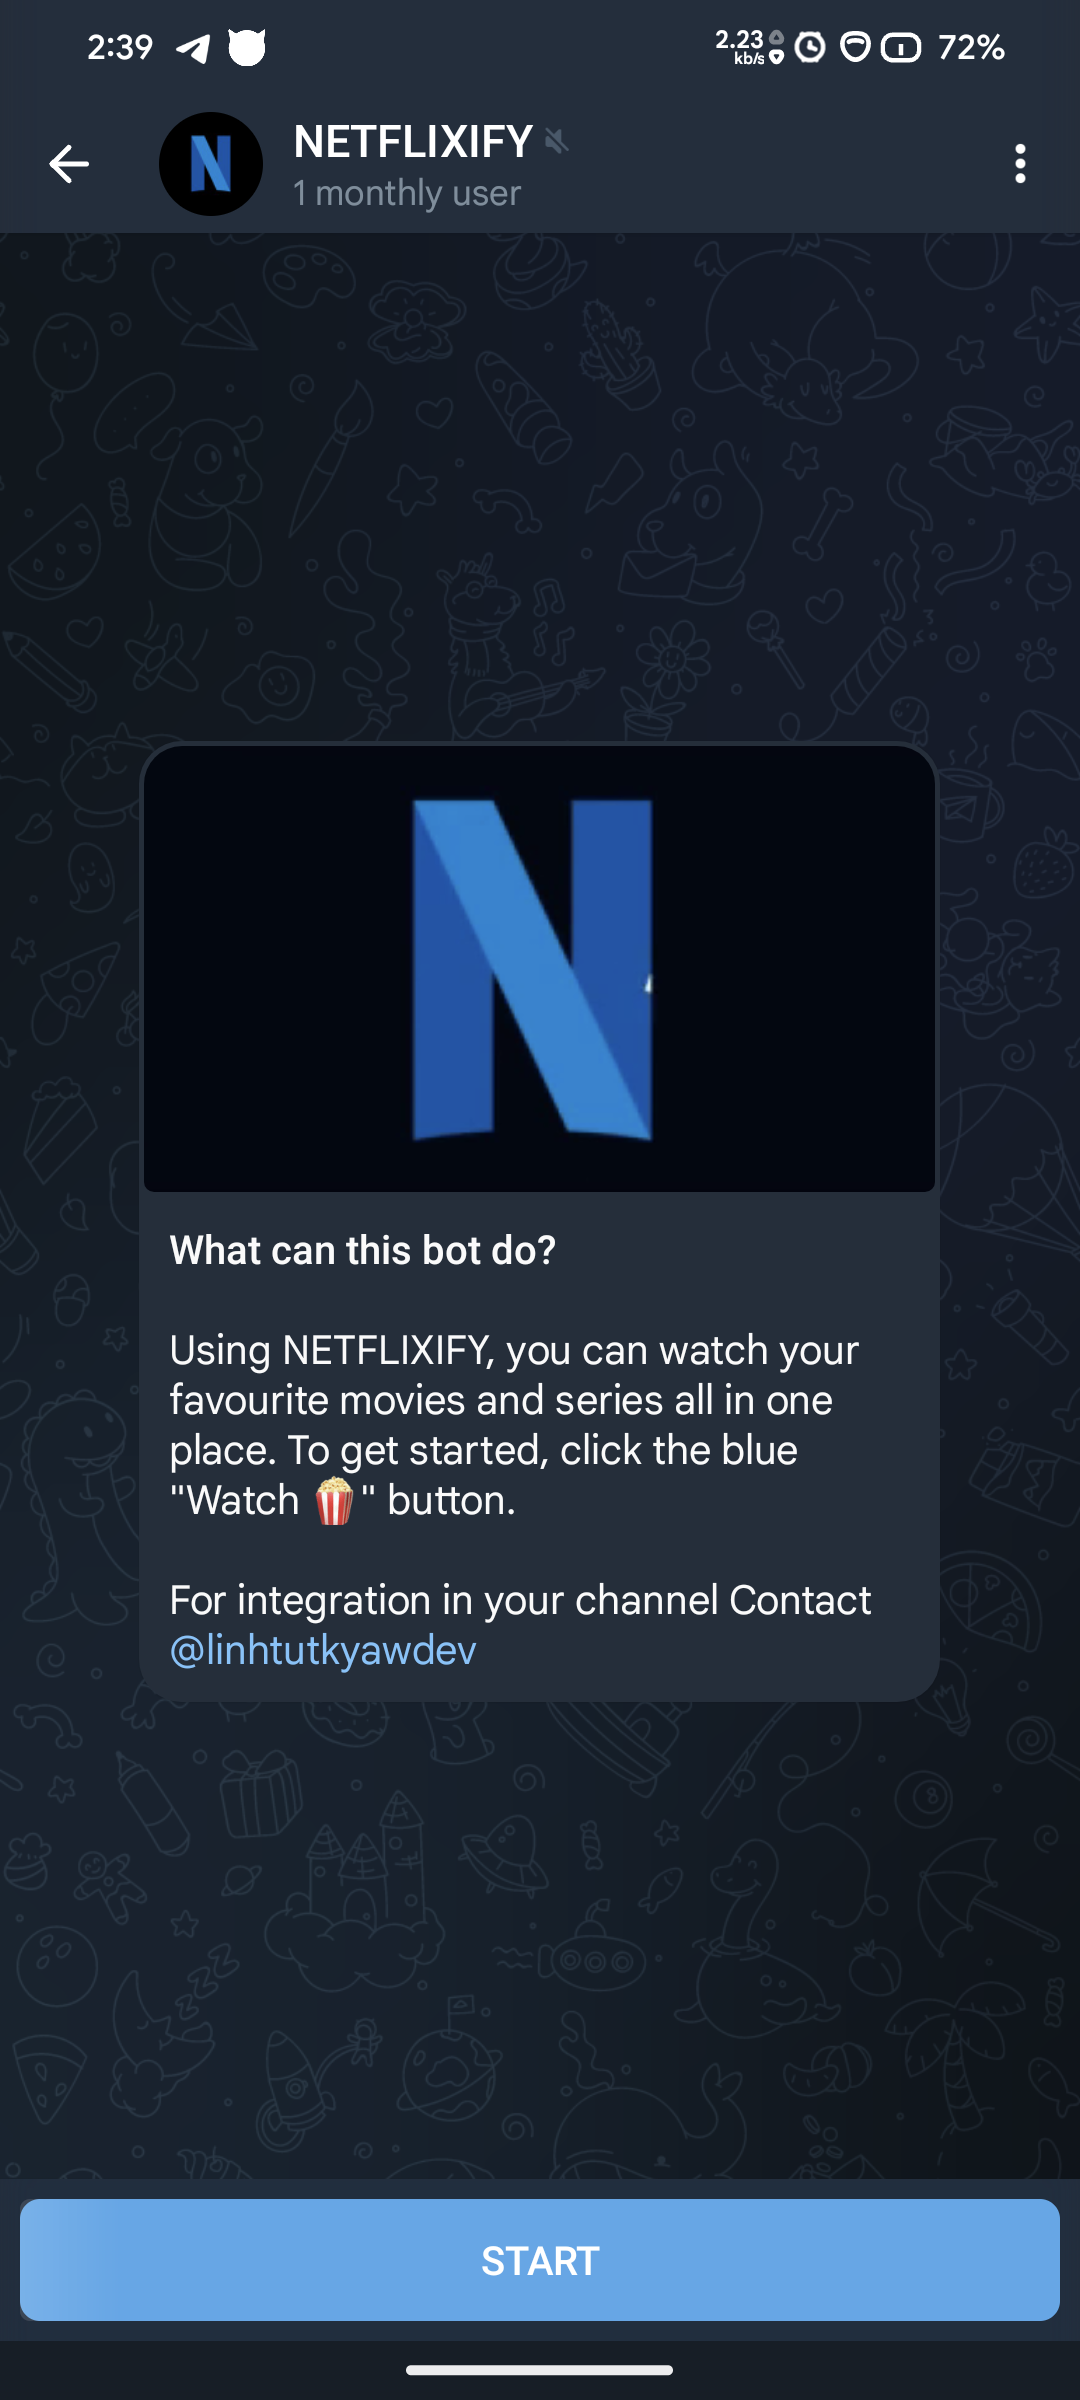 2:39
2.23
kb/s
72%
NETFLIXIFY
1 monthly user
N
What can this bot do?
Using NETFLIXIFY, you can watch your
favourite movies and series all in one
place. To get started, click the blue
"Watch 🍿" button.
For integration in your channel Contact
@linhtutkyawdev
START